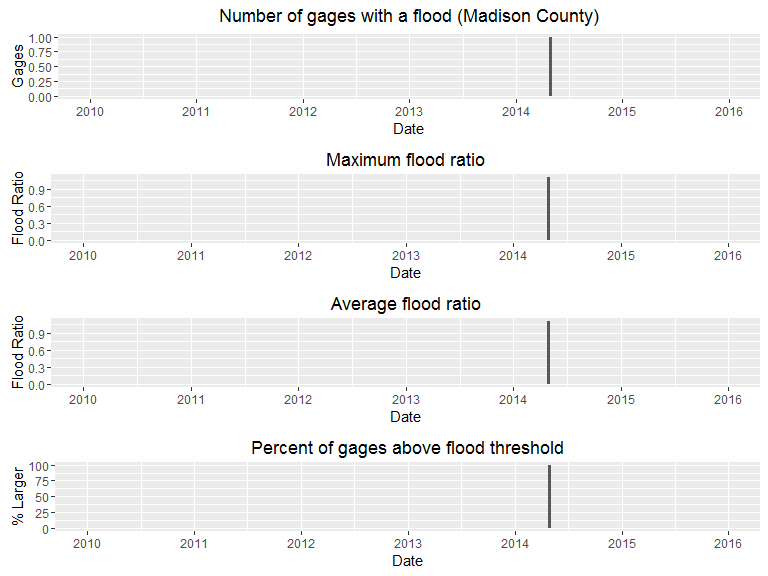 Number of gages with a flood (Madison County)
Gages
1.00
0.75
0.50
0.25
0.00
2010 2011 2012 2013 2014 2015 2016
Date
Maximum flood ratio
Flood Ratio
0.9
0.6
0.3
0.0
2010 2011 2012 2013 2014 2015 2016
Date
Average flood ratio
Flood Ratio
0.9
0.6
0.3
0.0
2010 2011 2012 2013 2014 2015 2016
Date
Percent of gages above flood threshold
% Larger
100
75
50
25
0
2010 2011 2012 2013 2014 2015 2016
Date